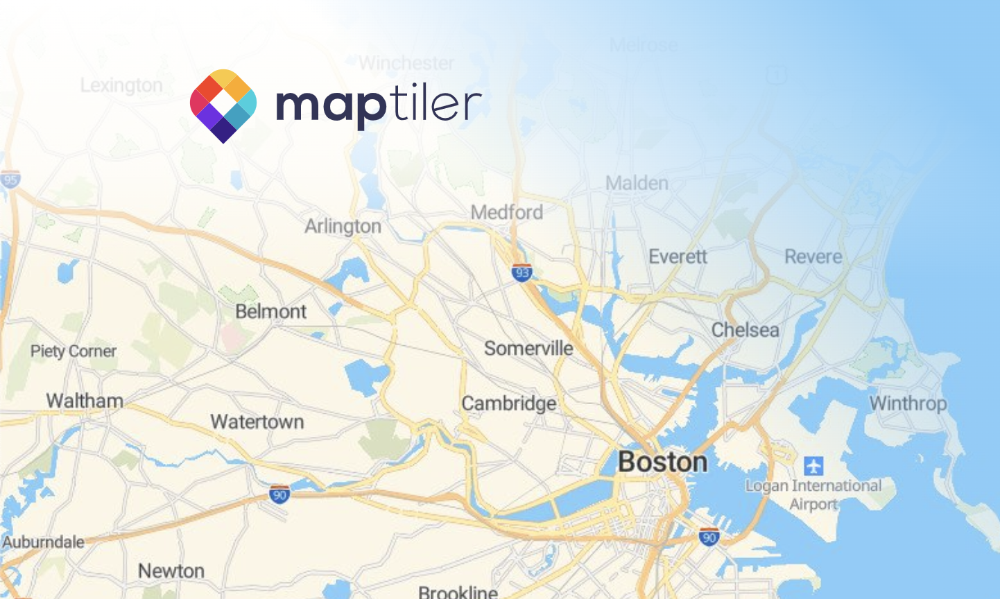 Melrose
Winchester
Lexington
maptiler
95
Malden
Medford
Arlington
Everett
Revere
93
Belmont
Chelsea
Somerville
Piety Corner
Waltham
Cambridge
Winthrop
Watertown
Boston
Logan International
Airport
90
90
Auburndale
Newton
Brookline